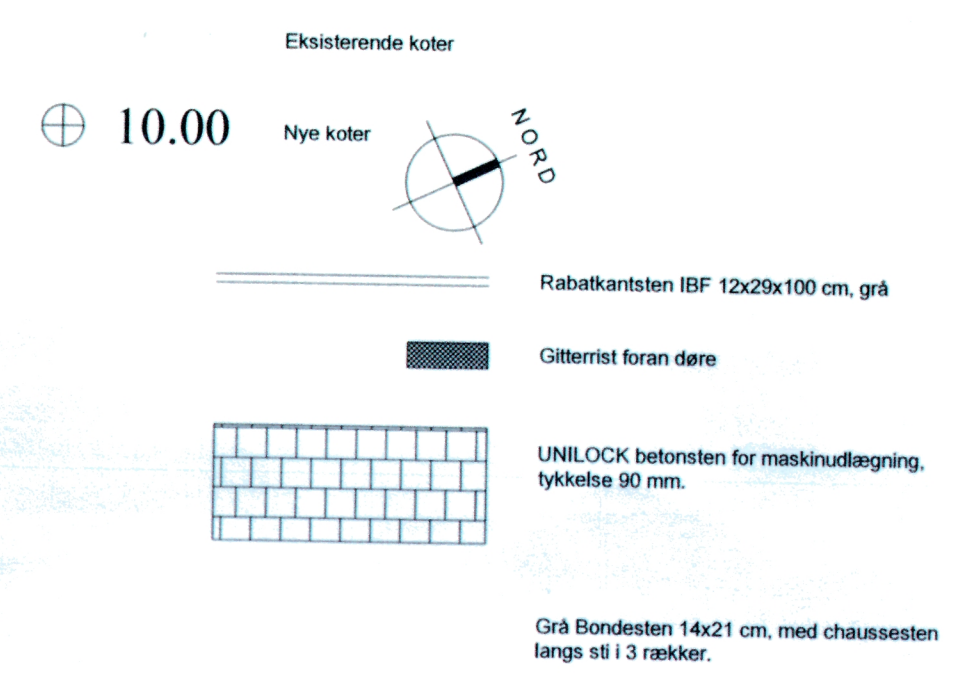 Eksisterende koter
10.00 Nye koter
NORD
Rabatkantsten IBF 12x29x100 cm, grå
Gitterrist foran døre
UNILOCK betonsten for maskinudlægning,
tykkelse 90 mm.
Grå Bondesten 14x21 cm, med chaussesten
langs sti i 3 rækker.